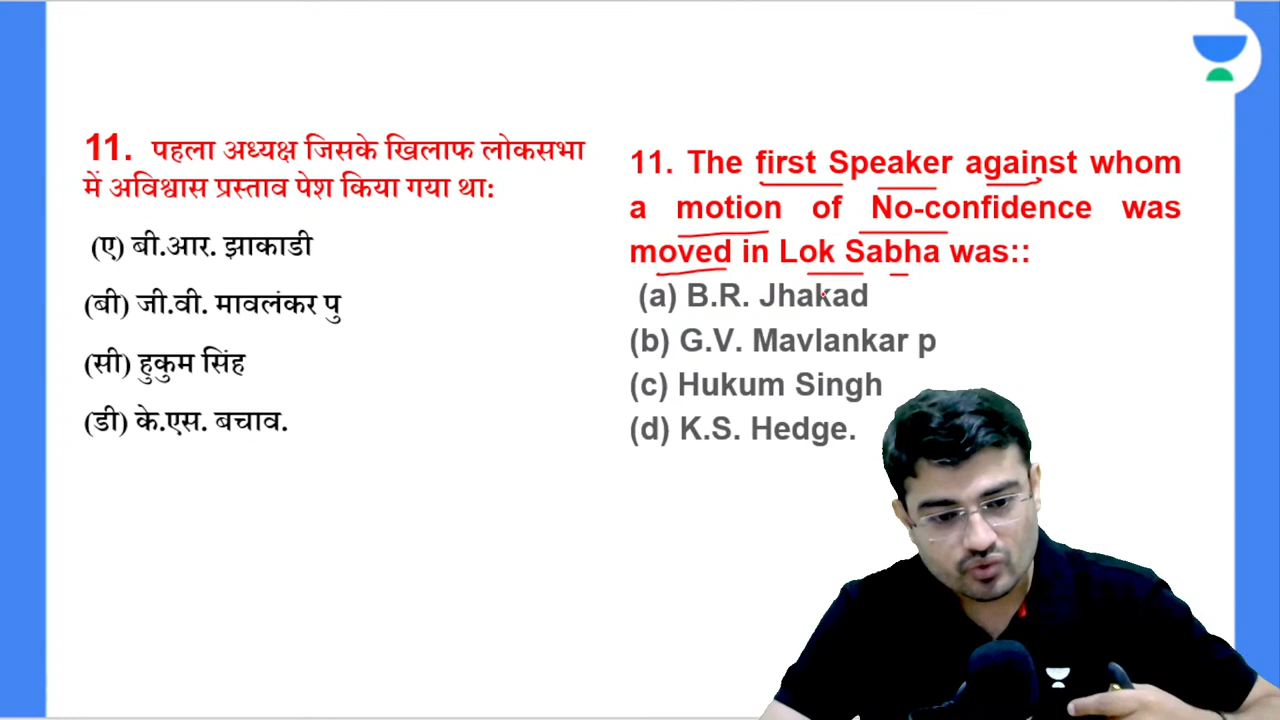 11. पहला अध्यक्ष जिसके खिलाफ लोकसभा
में अविश्वास प्रस्ताव पेश किया गया था:
(ए) बी.आर. झाकाडी
(बी) जी.वी. मावलंकर पु
(सी) हुकुम सिंह
(डी) के.एस. बचाव.
11. The first Speaker against whom
a motion of No-confidence was
moved in Lok Sabha was::
(a) B.R. Jhakad
(b) G.V. Mavlankar p
(c) Hukum Singh
(d) K.S. Hedge.